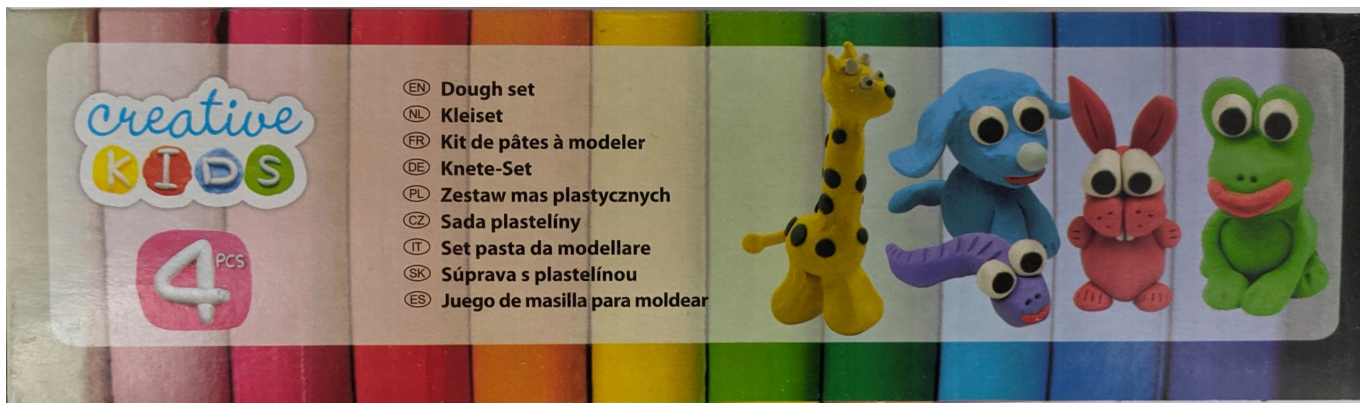 creative
KIDS
4 PCS
EN Dough set
NL Kleiset
FR Kit de pâtes à modeler
DE Knete-Set
PL Zestaw mas plastycznych
CZ Sada plastelíny
IT Set pasta da modellare
SK Súprava s plastelínou
ES Juego de masilla para moldear